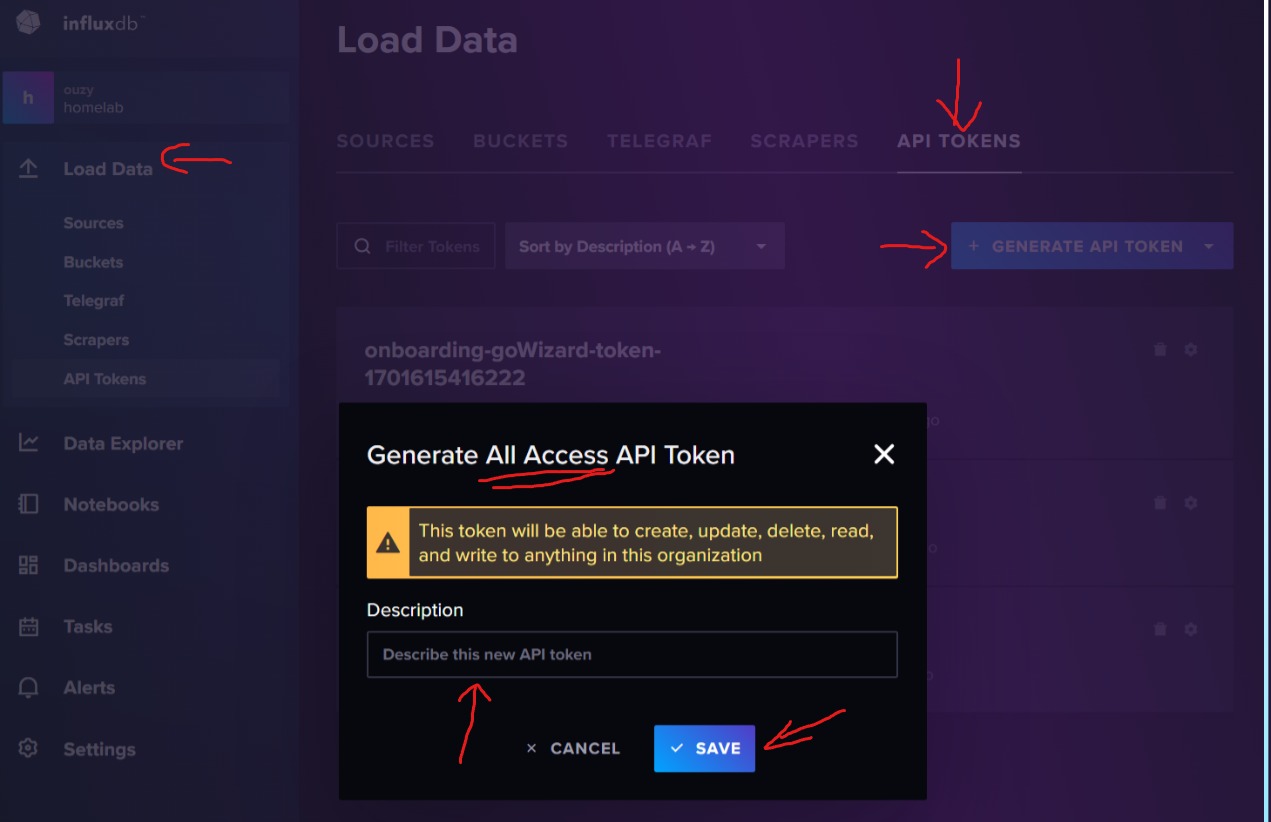 influxdb™
Load Data
h
ouzy
homelab
Load Data
Sources
Buckets
Telegraf
Scrapers
API Tokens
Data Explorer
Notebooks
Dashboards
Tasks
Alerts
Settings
SOURCES BUCKETS TELEGRAF SCRAPERS API TOKENS
Filter Tokens Sort by Description (A → Z) + GENERATE API TOKEN
onboarding-goWizard-token-
1701615416222
go
o
Generate All Access API Token
This token will be able to create, update, delete, read,
and write to anything in this organization
Description
Describe this new API token
× CANCEL ✓ SAVE